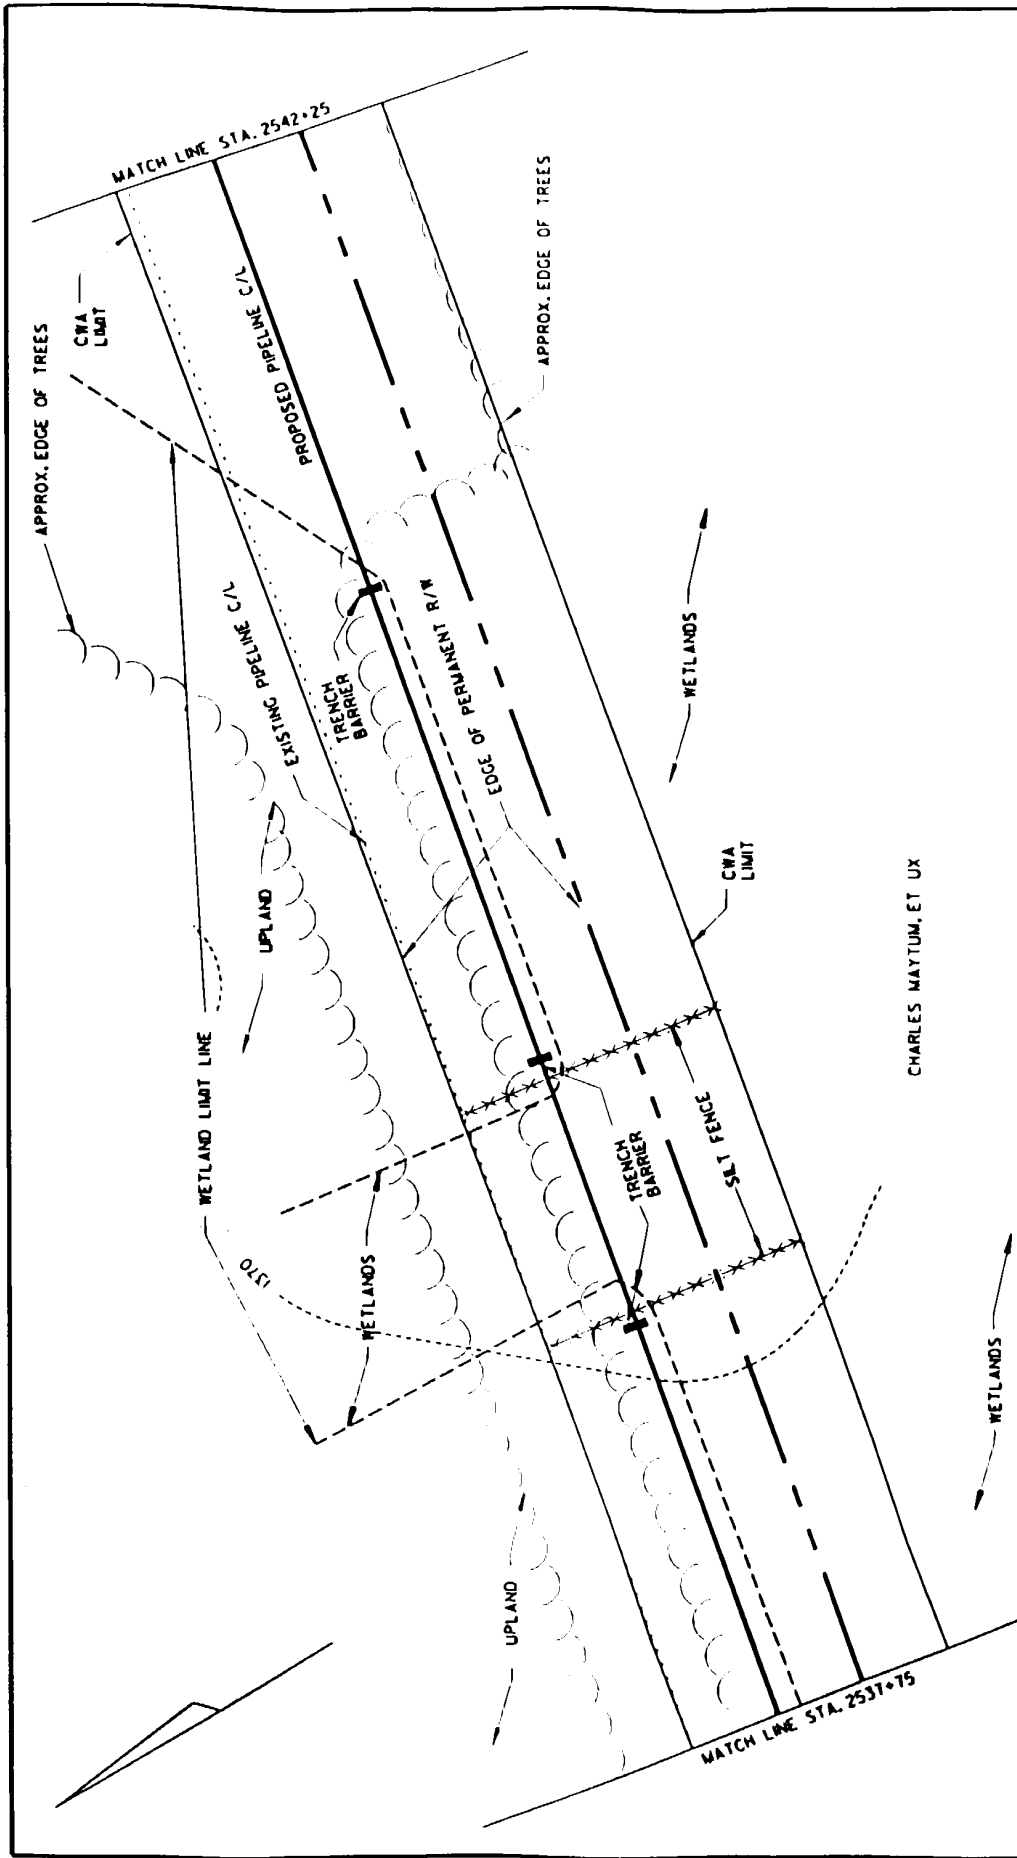 MATCH LINE STA. 2542+25
CWA
LIMIT
APPROX. EDGE OF TREES
APPROX. EDGE OF TREES
PROPOSED PIPELINE C/L
EXISTING PIPELINE C/L
TRENCH
BARRIER
EDGE OF PERMANENT R/W
WETLANDS
UPLAND
WETLAND LIMIT LINE
CWA
LIMIT
CHARLES MAYTUM, ET UX
TRENCH
BARRIER
SILT FENCE
1370
WETLANDS
WETLANDS
UPLAND
MATCH LINE STA. 2537+75